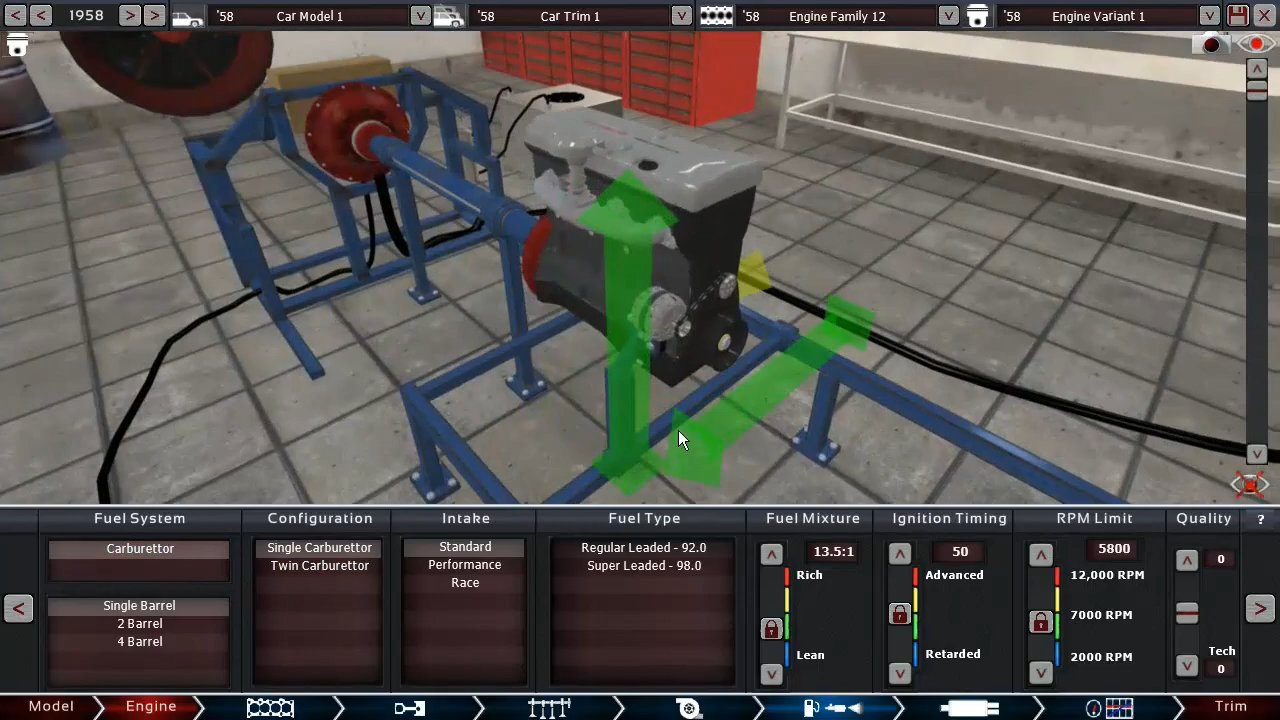 1958 '58 Car Model 1 '58 Car Trim 1 '58 Engine Family 12 '58 Engine Variant 1
Fuel System Configuration Intake Fuel Type Fuel Mixture Ignition Timing RPM Limit Quality ?
Carburettor Single Carburettor Standard Regular Leaded - 92.0 13.5:1 50 5800 0
Twin Carburettor Performance Super Leaded - 98.0 Rich Advanced 12,000 RPM
Race
Single Barrel 7000 RPM
2 Barrel
4 Barrel Lean Retarded 2000 RPM Tech
0
Model Engine Trim